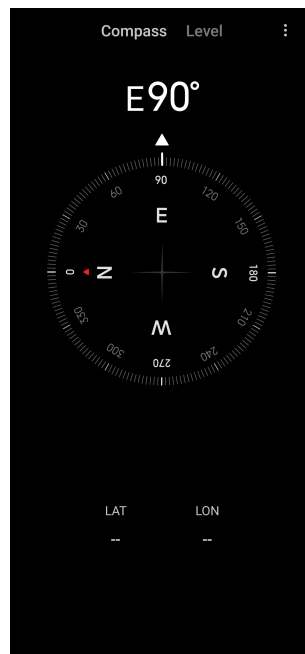 Compass Level
E90°
90
60 120
E
30 150
0 N S 180
330 210
W
300 240
270
LAT LON
-- --